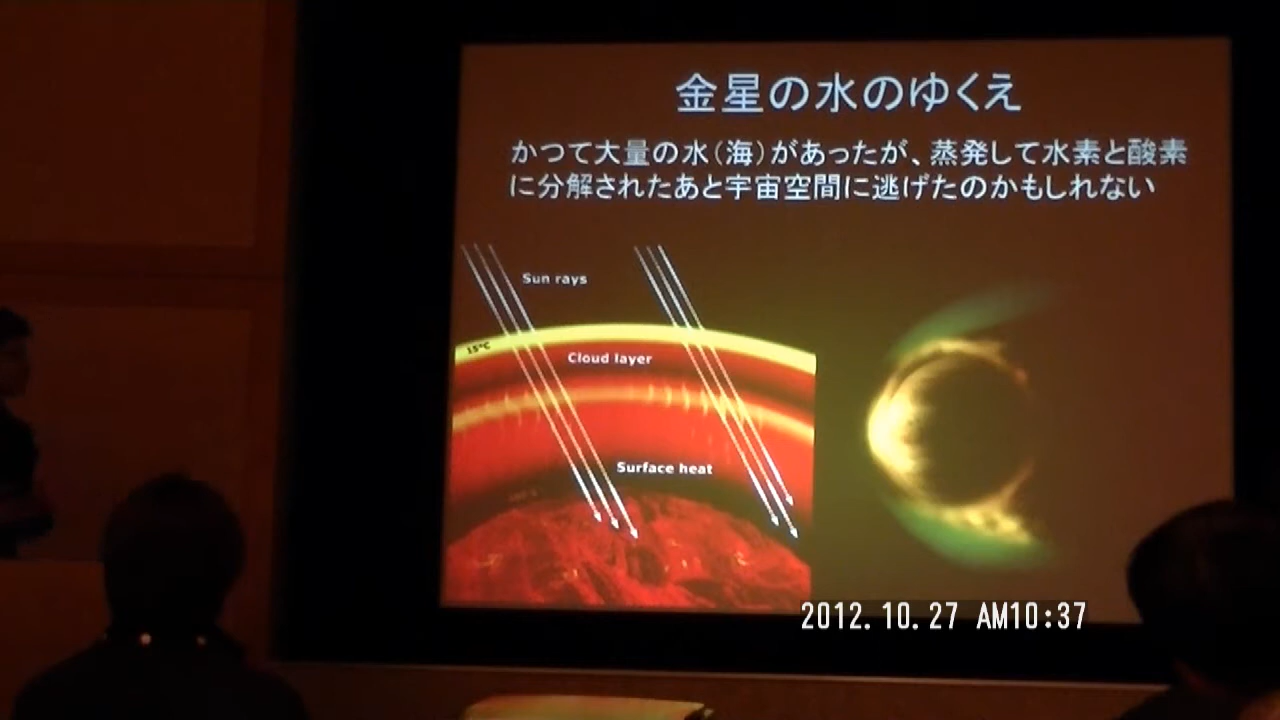 金星の水のゆくえ
かつて大量の水（海）があったが、蒸発して水素と酸素
に分解されたあと宇宙空間に逃げたのかもしれない
Sun rays
15°C
Cloud layer
Surface heat
2012.10.27 AM10:37